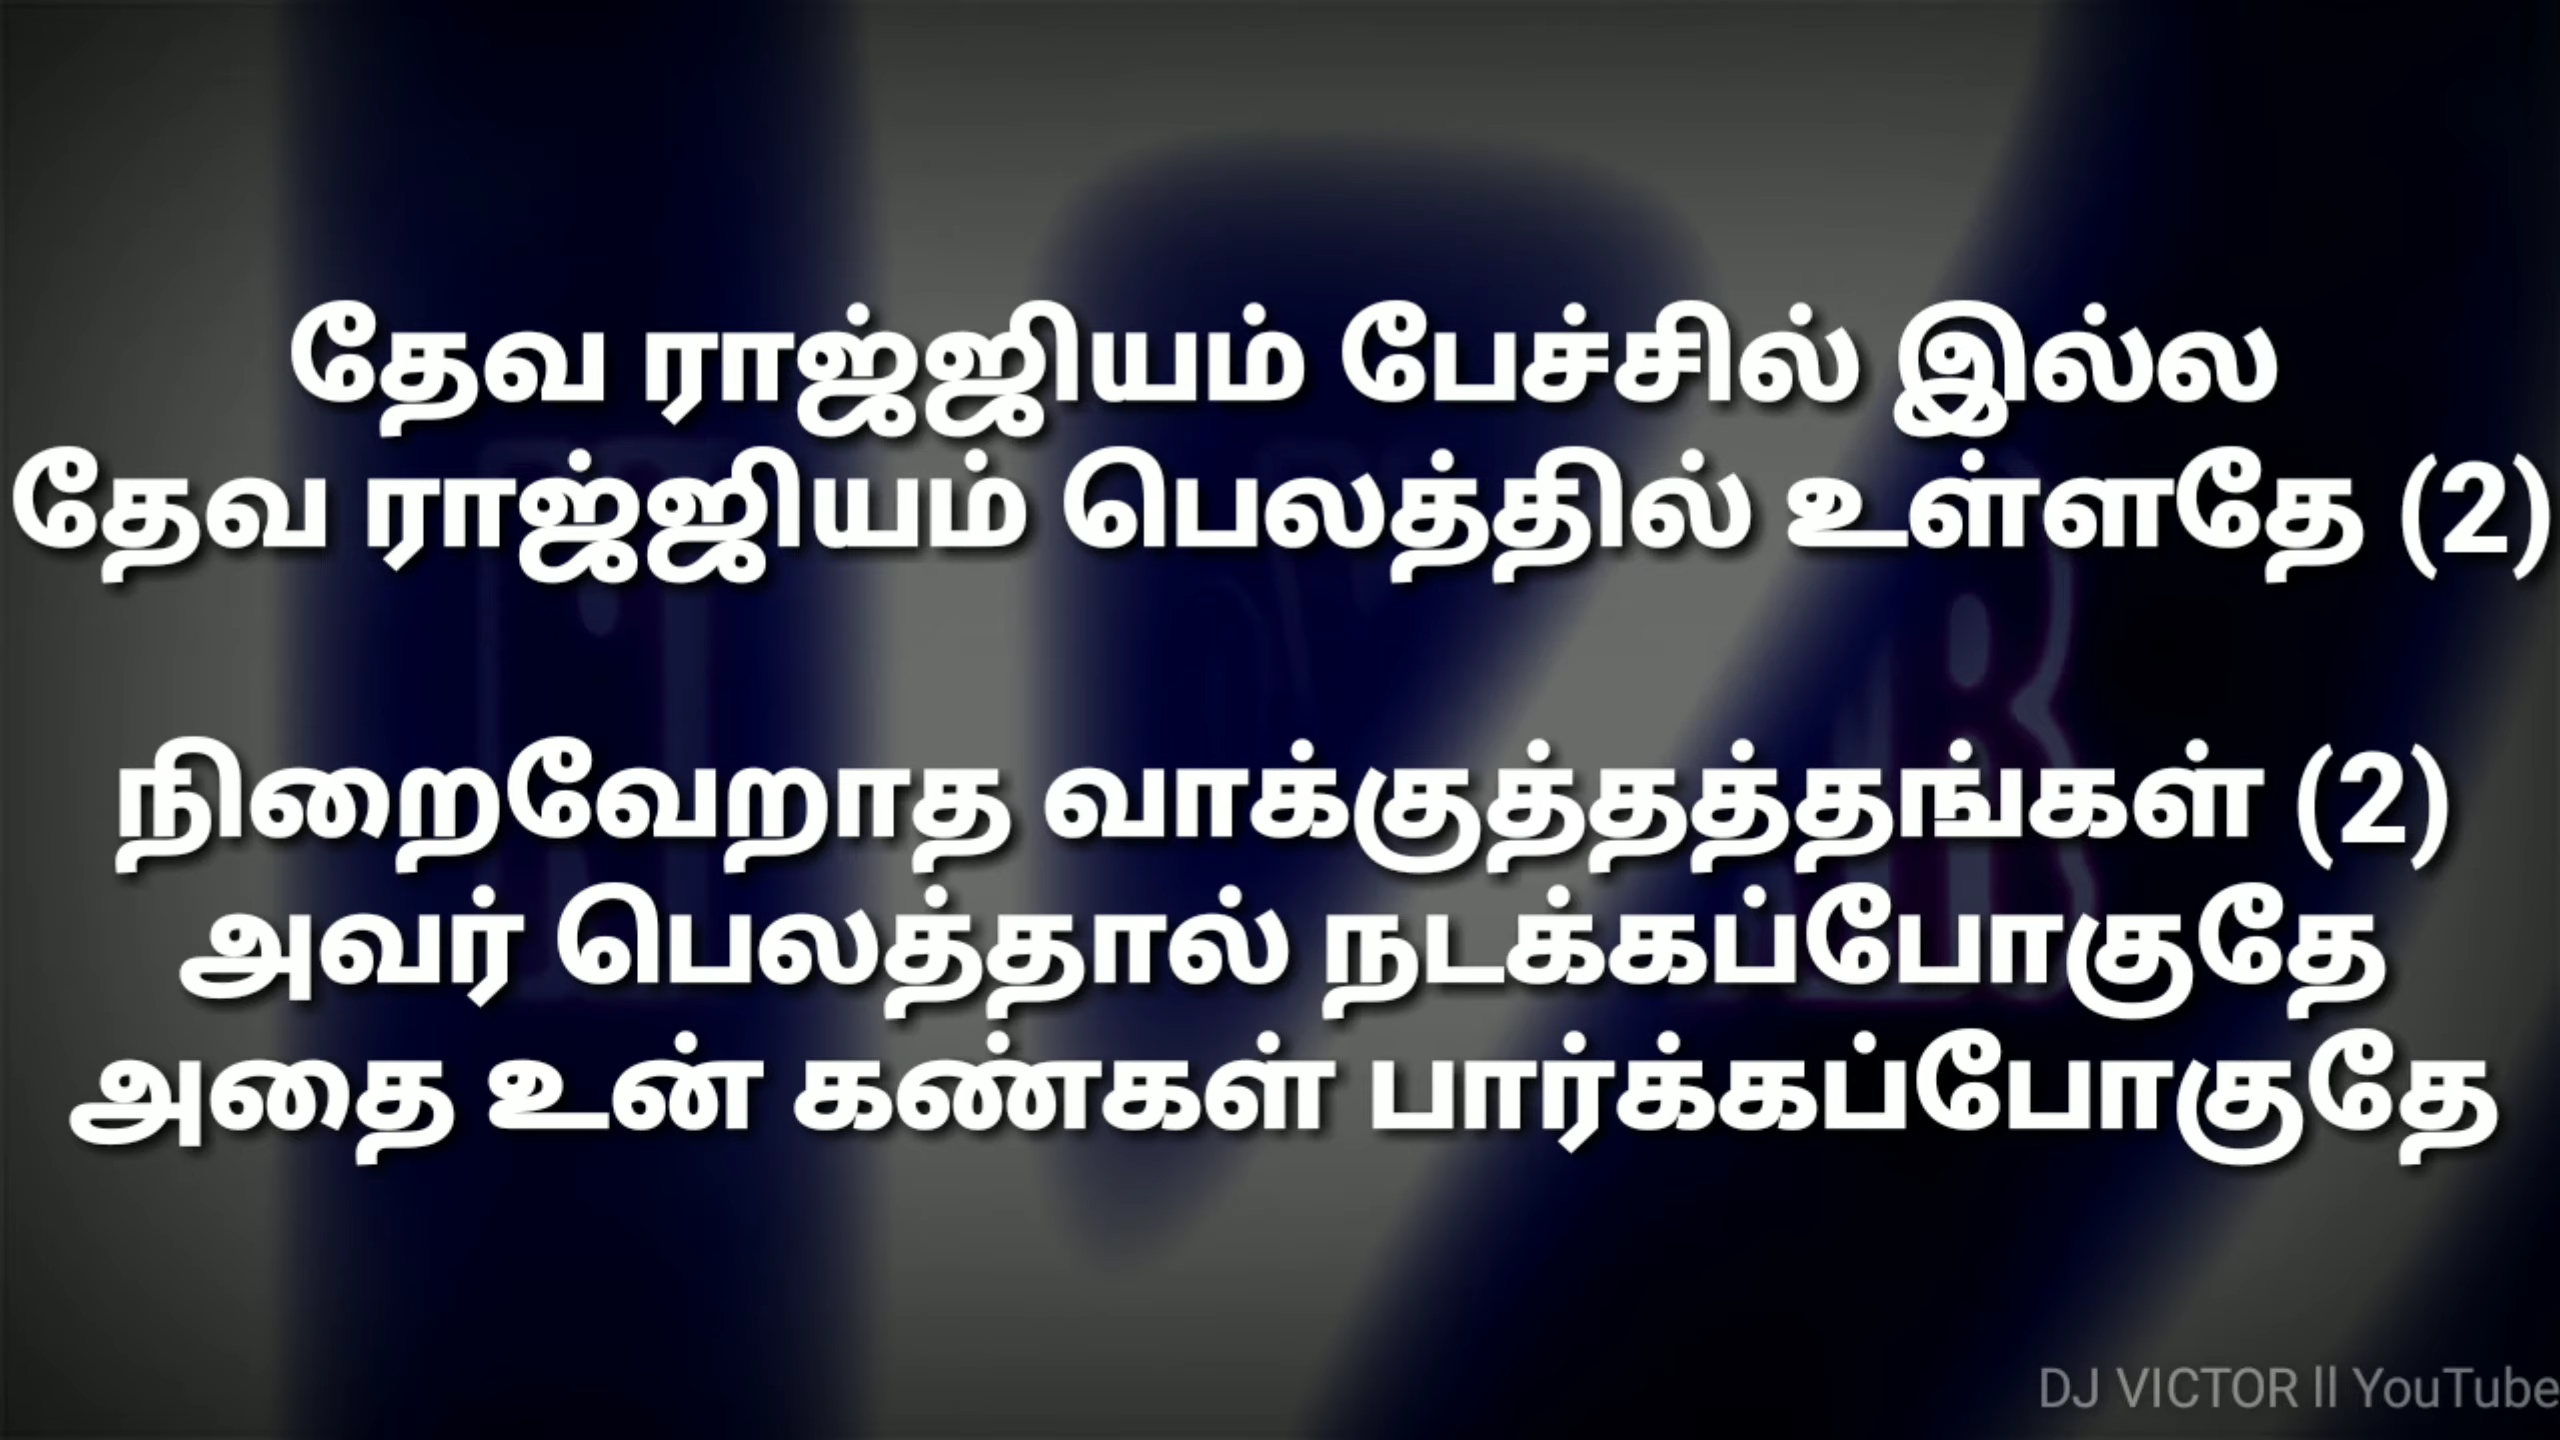 தேவ ராஜ்ஜியம் பேச்சில் இல்ல
தேவ ராஜ்ஜியம் பெலத்தில் உள்ளதே (2)
நிறைவேறாத வாக்குத்தத்தங்கள் (2)
அவர் பெலத்தால் நடக்கப்போகுதே
அதை உன் கண்கள் பார்க்கப்போகுதே
DJ VICTOR ll YouTube